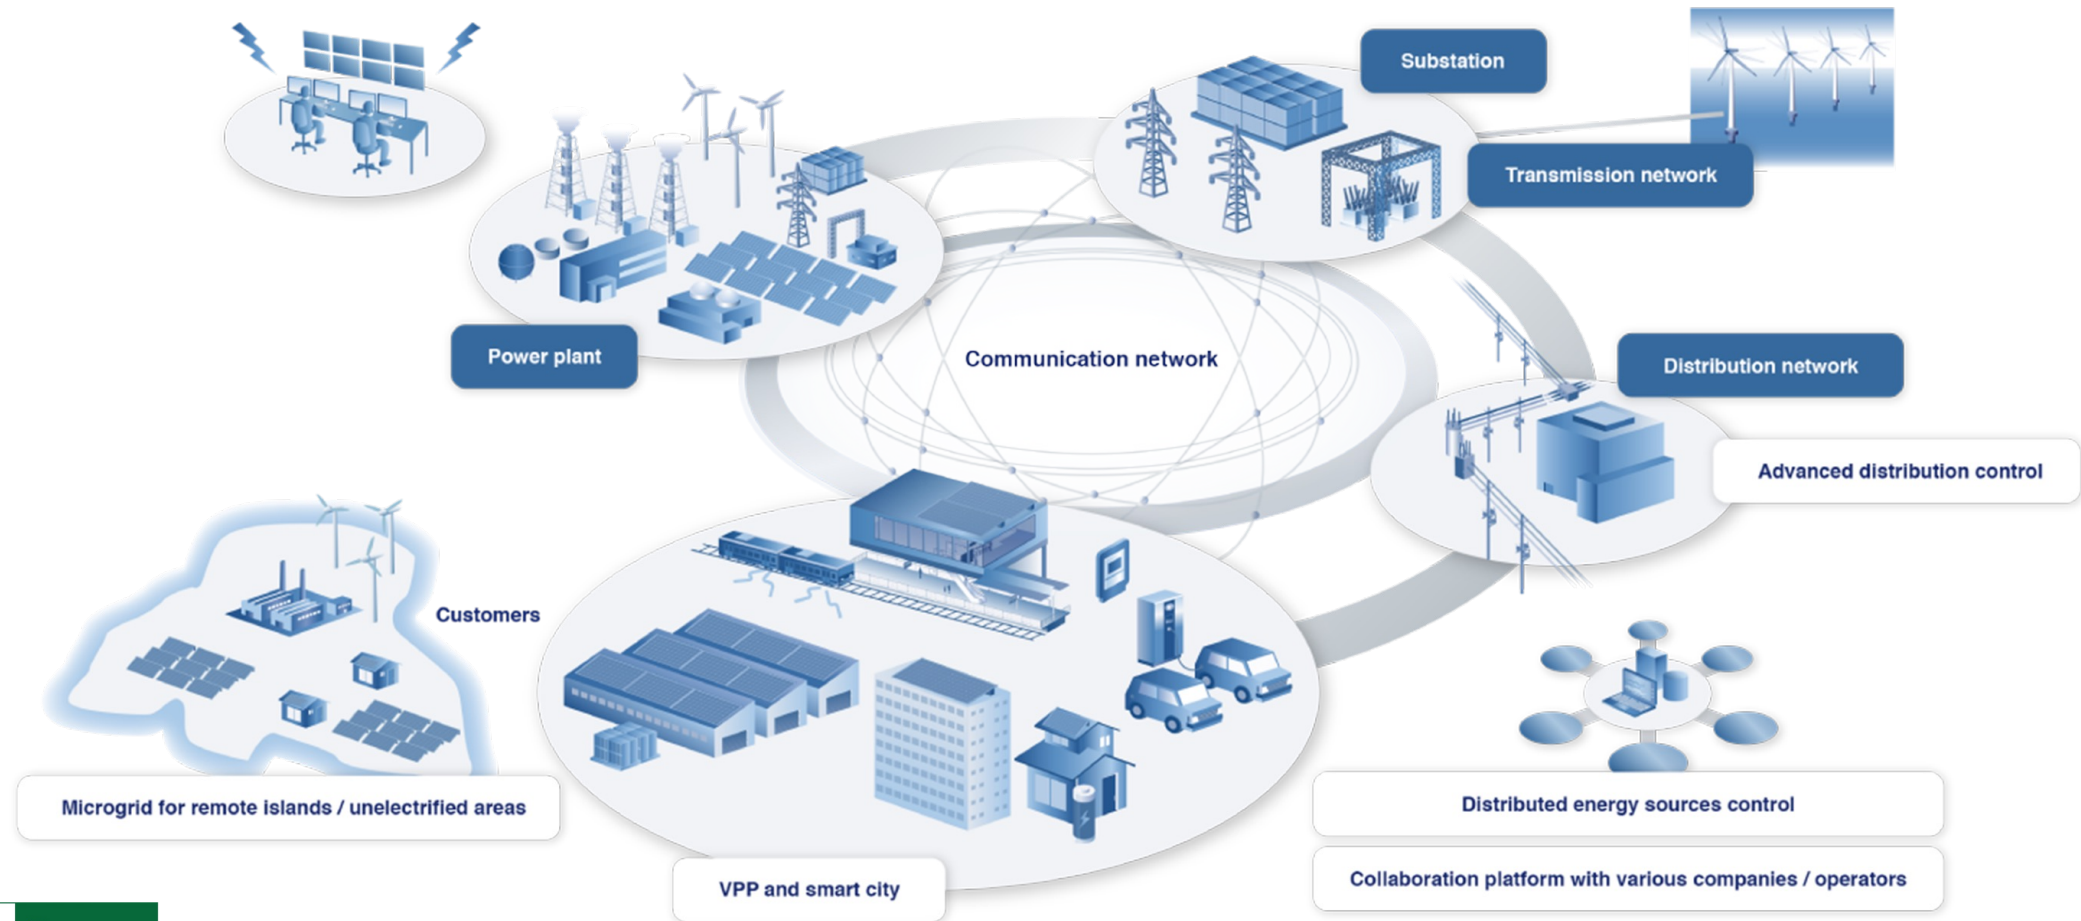 Substation
Transmission network
Power plant
Communication network
Distribution network
Advanced distribution control
Customers
Microgrid for remote islands / unelectrified areas
Distributed energy sources control
VPP and smart city
Collaboration platform with various companies / operators